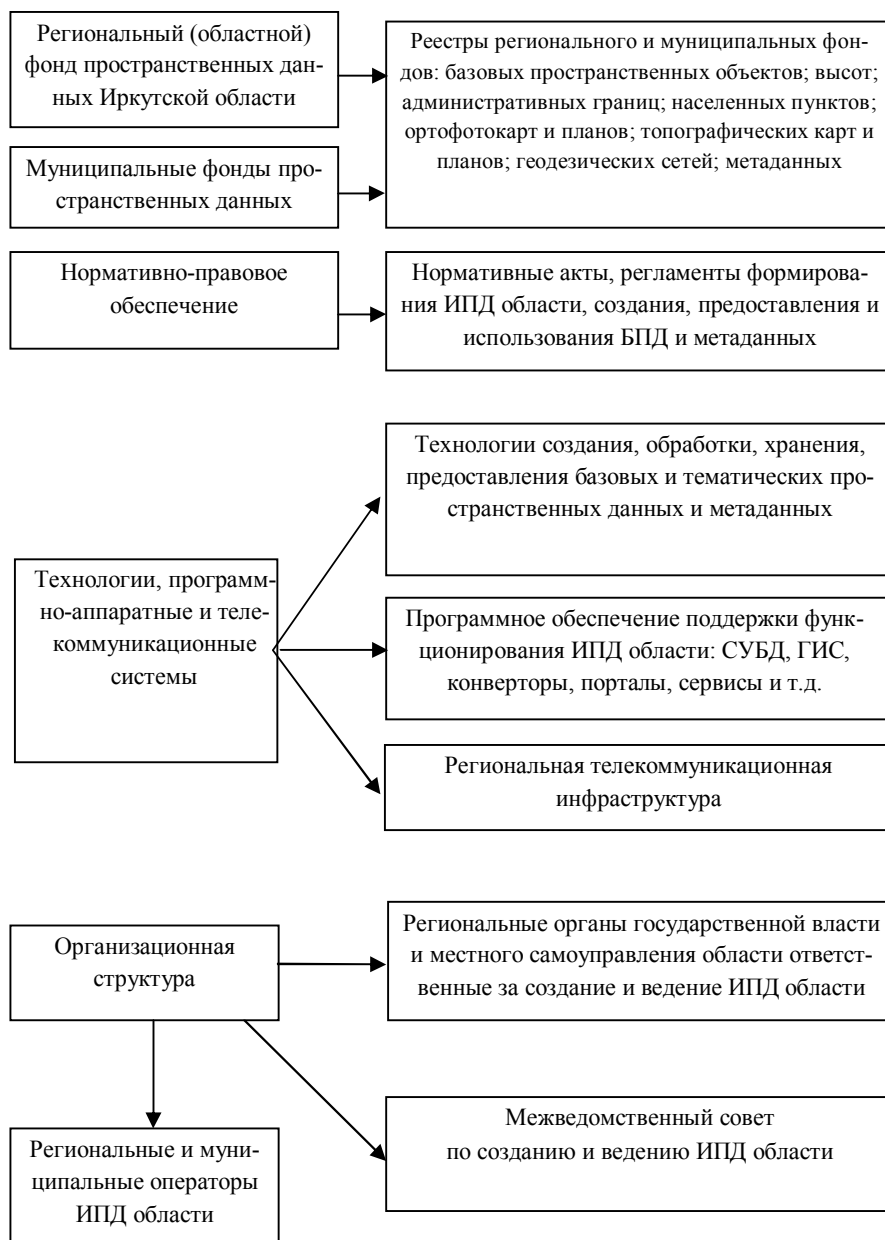 Региональный (областной)
фонд пространственных дан-
ных Иркутской области
Реестры регионального и муниципальных фон-
дов: базовых пространственных объектов; высот;
административных границ; населенных пунктов;
ортофотокарт и планов; топографических карт и
планов; геодезических сетей; метаданных
Муниципальные фонды про-
странственных данных
Нормативно-правовое
обеспечение
Нормативные акты, регламенты формирова-
ния ИПД области, создания, предоставления и
использования БПД и метаданных
Технологии создания, обработки, хранения,
предоставления базовых и тематических про-
странственных данных и метаданных
Технологии, программ-
но-аппаратные и теле-
коммуникационные
системы
Программное обеспечение поддержки функ-
ционирования ИПД области: СУБД, ГИС,
конверторы, порталы, сервисы и т.д.
Региональная телекоммуникационная
инфраструктура
Организационная
структура
Региональные органы государственной власти
и местного самоуправления области ответст-
венные за создание и ведение ИПД области
Межведомственный совет
по созданию и ведению ИПД области
Региональные и муни-
ципальные операторы
ИПД области